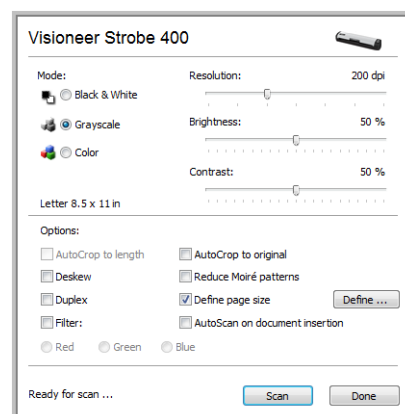 Visioneer Strobe 400
Mode: Resolution: 200 dpi
Black & White
Grayscale Brightness: 50 %
Color
Contrast: 50 %
Letter 8.5 x 11 in
Options:
AutoCrop to length AutoCrop to original
Deskew Reduce Moiré patterns
Duplex Define page size Define ...
Filter: AutoScan on document insertion
Red Green Blue
Ready for scan ... Scan Done